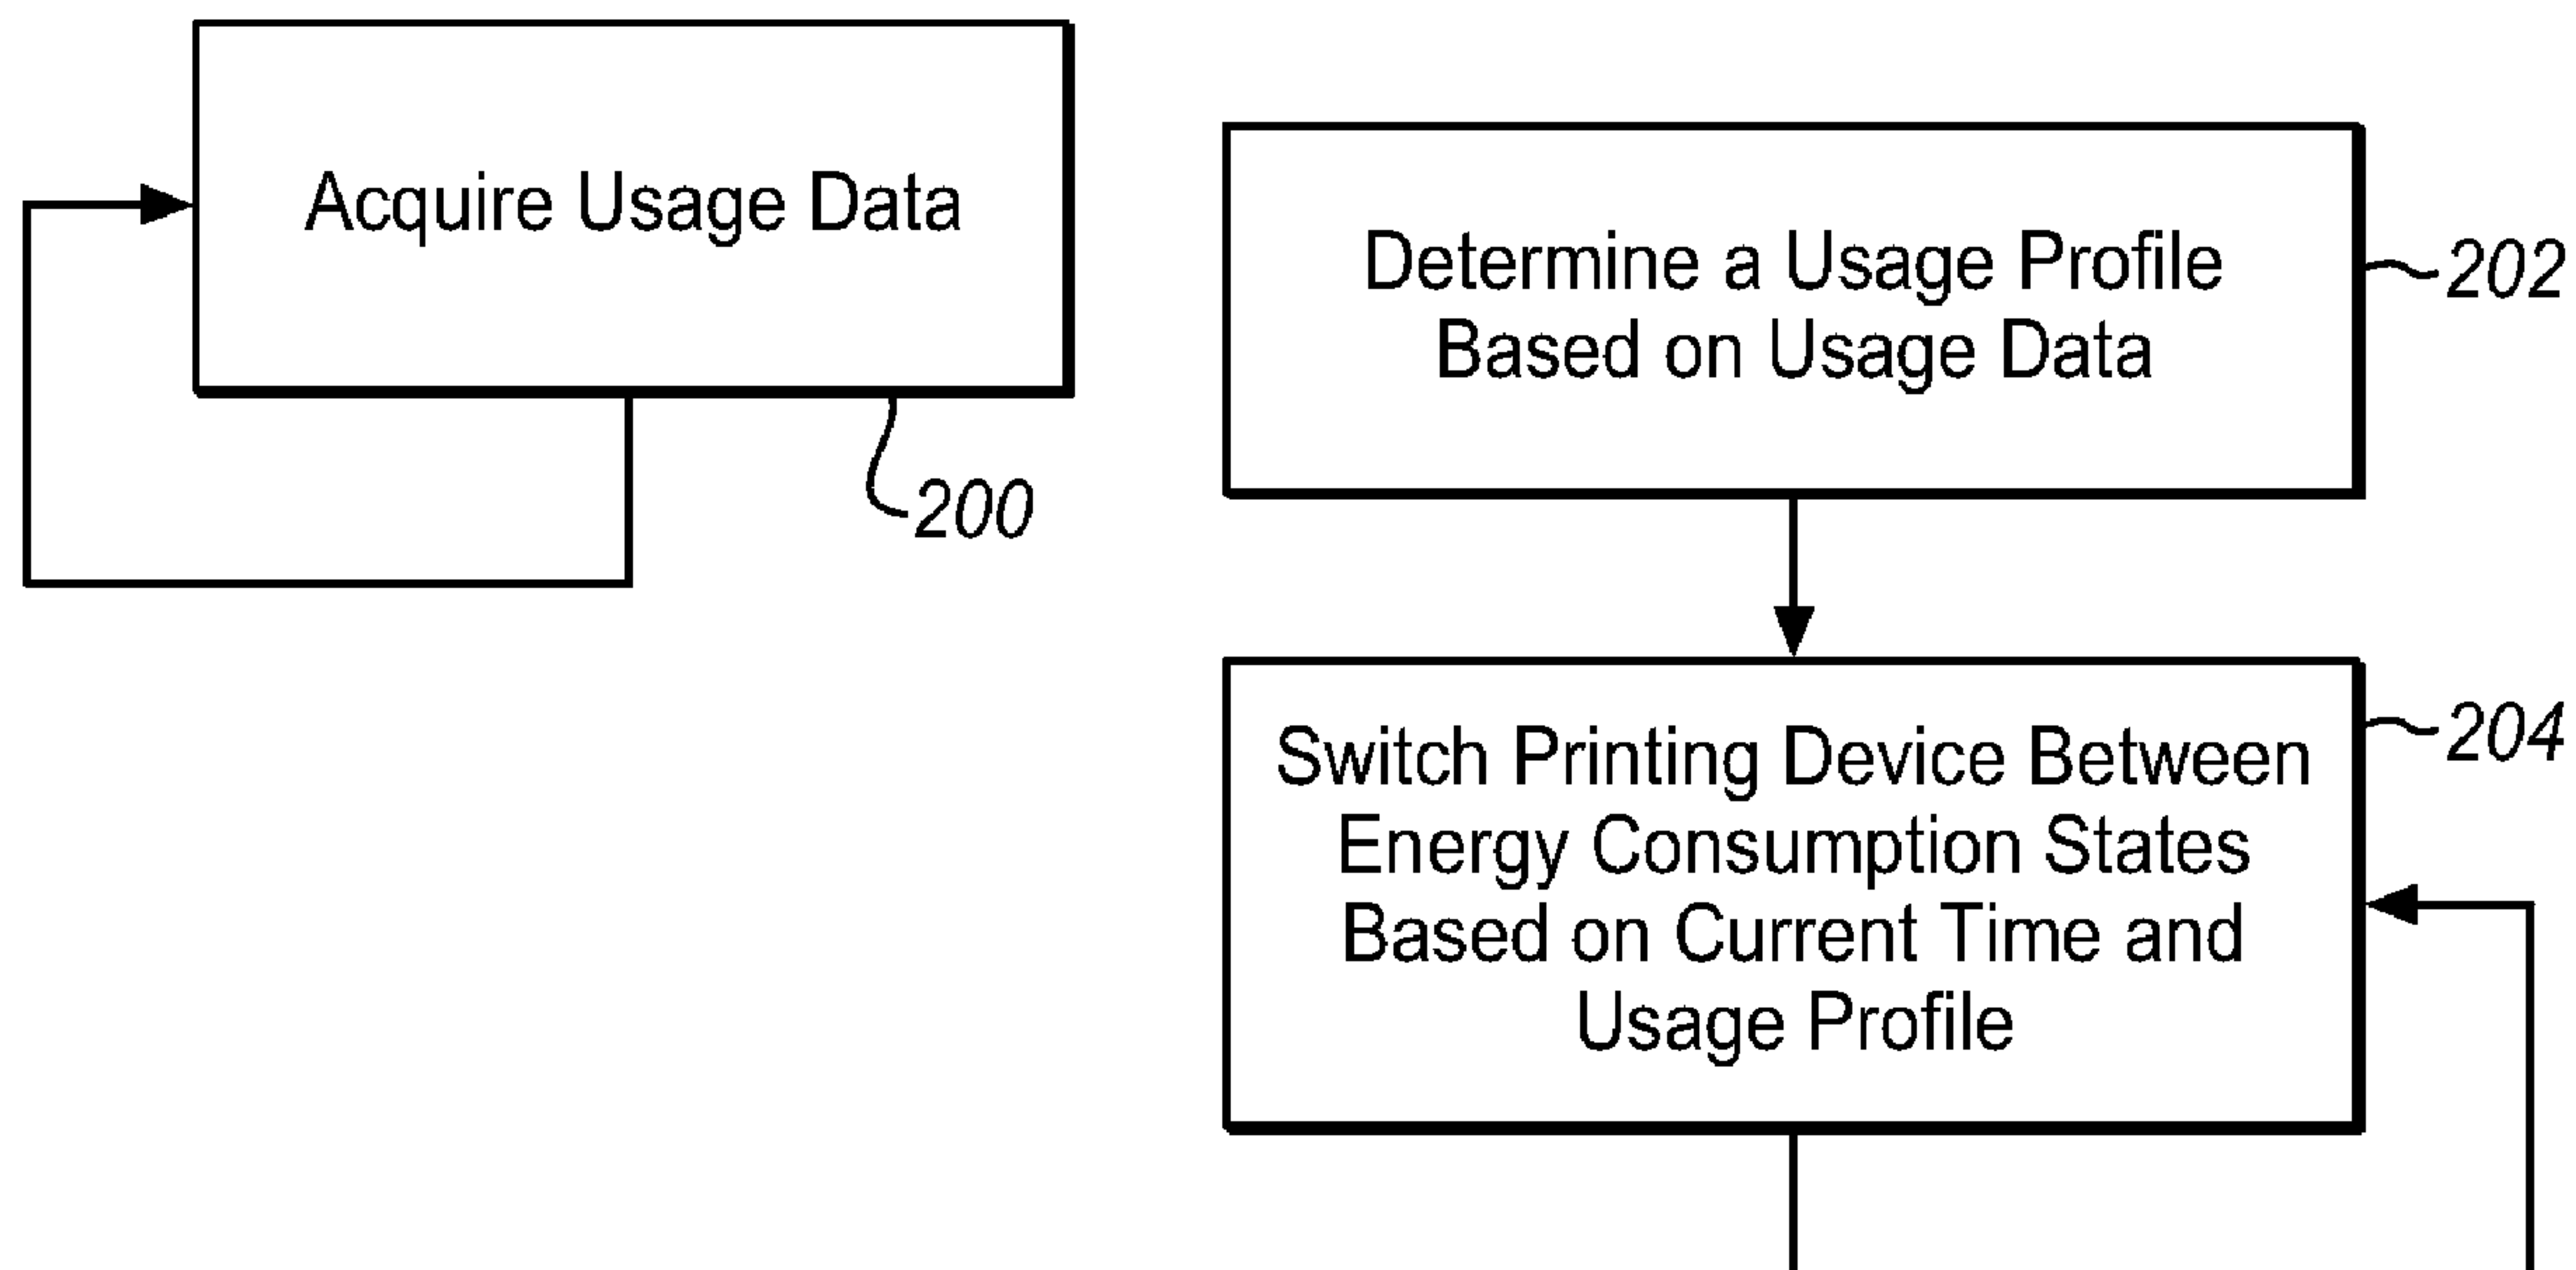 Acquire Usage Data
200
Determine a Usage Profile
Based on Usage Data
202
Switch Printing Device Between
Energy Consumption States
Based on Current Time and
Usage Profile
204